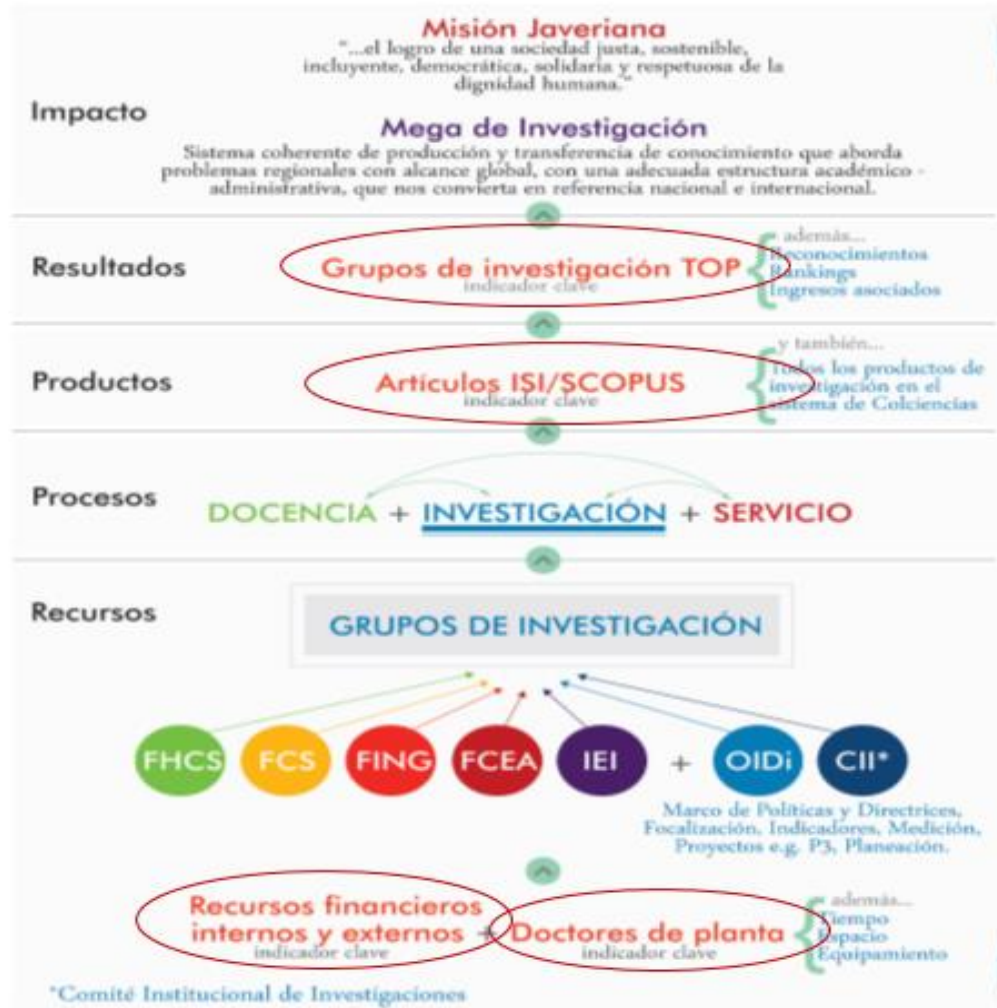 Misión Javeriana
"...el logro de una sociedad justa, sostenible,
incluyente, democrática, solidaria y respetuosa de la
dignidad humana."
Impacto
Mega de Investigación
Sistema coherente de producción y transferencia de conocimiento que aborda
problemas regionales con alcance global, con una adecuada estructura académico -
administrativa, que nos convierta en referencia nacional e internacional.
Resultados
Grupos de investigación TOP
indicador clave
además...
Reconocimientos
Rankings
Ingresos asociados
Productos
Artículos ISI/SCOPUS
indicador clave
y también...
Todos los productos de
investigación en el
sistema de Colciencias
Procesos
DOCENCIA + INVESTIGACIÓN + SERVICIO
Recursos
GRUPOS DE INVESTIGACIÓN
FHCS FCS FING FCEA IEI + OIDi CII*
Marco de Políticas y Directrices,
Focalización, Indicadores, Medición,
Proyectos e.g. P3, Planeación.
Recursos financieros
internos y externos + Doctores de planta
indicador clave indicador clave
además...
Tiempo
Espacio
Equipamiento
*Comité Institucional de Investigaciones